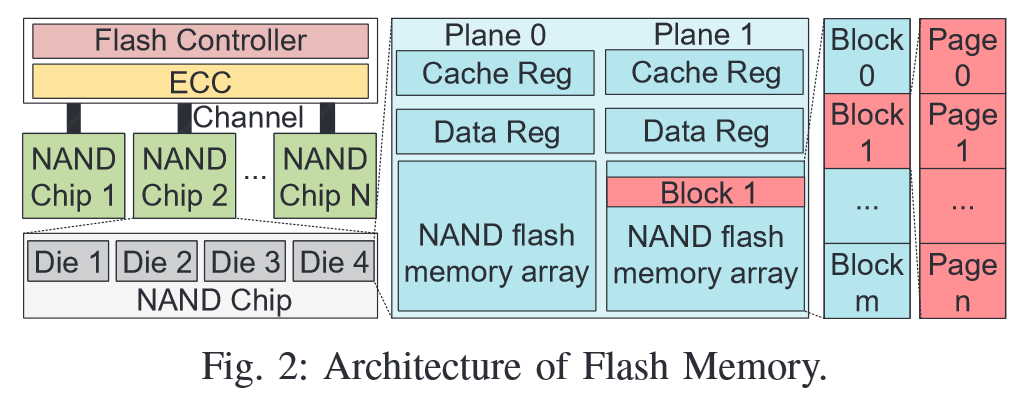 Flash Controller
ECC
Channel
NAND
Chip 1
NAND
Chip 2
...
NAND
Chip N
Die 1
Die 2
Die 3
Die 4
NAND Chip
Plane 0
Cache Reg
Data Reg
NAND flash
memory array
Plane 1
Cache Reg
Data Reg
Block 1
NAND flash
memory array
Block
0
Block
1
...
Block
m
Page
0
Page
1
...
Page
n
Fig. 2: Architecture of Flash Memory.